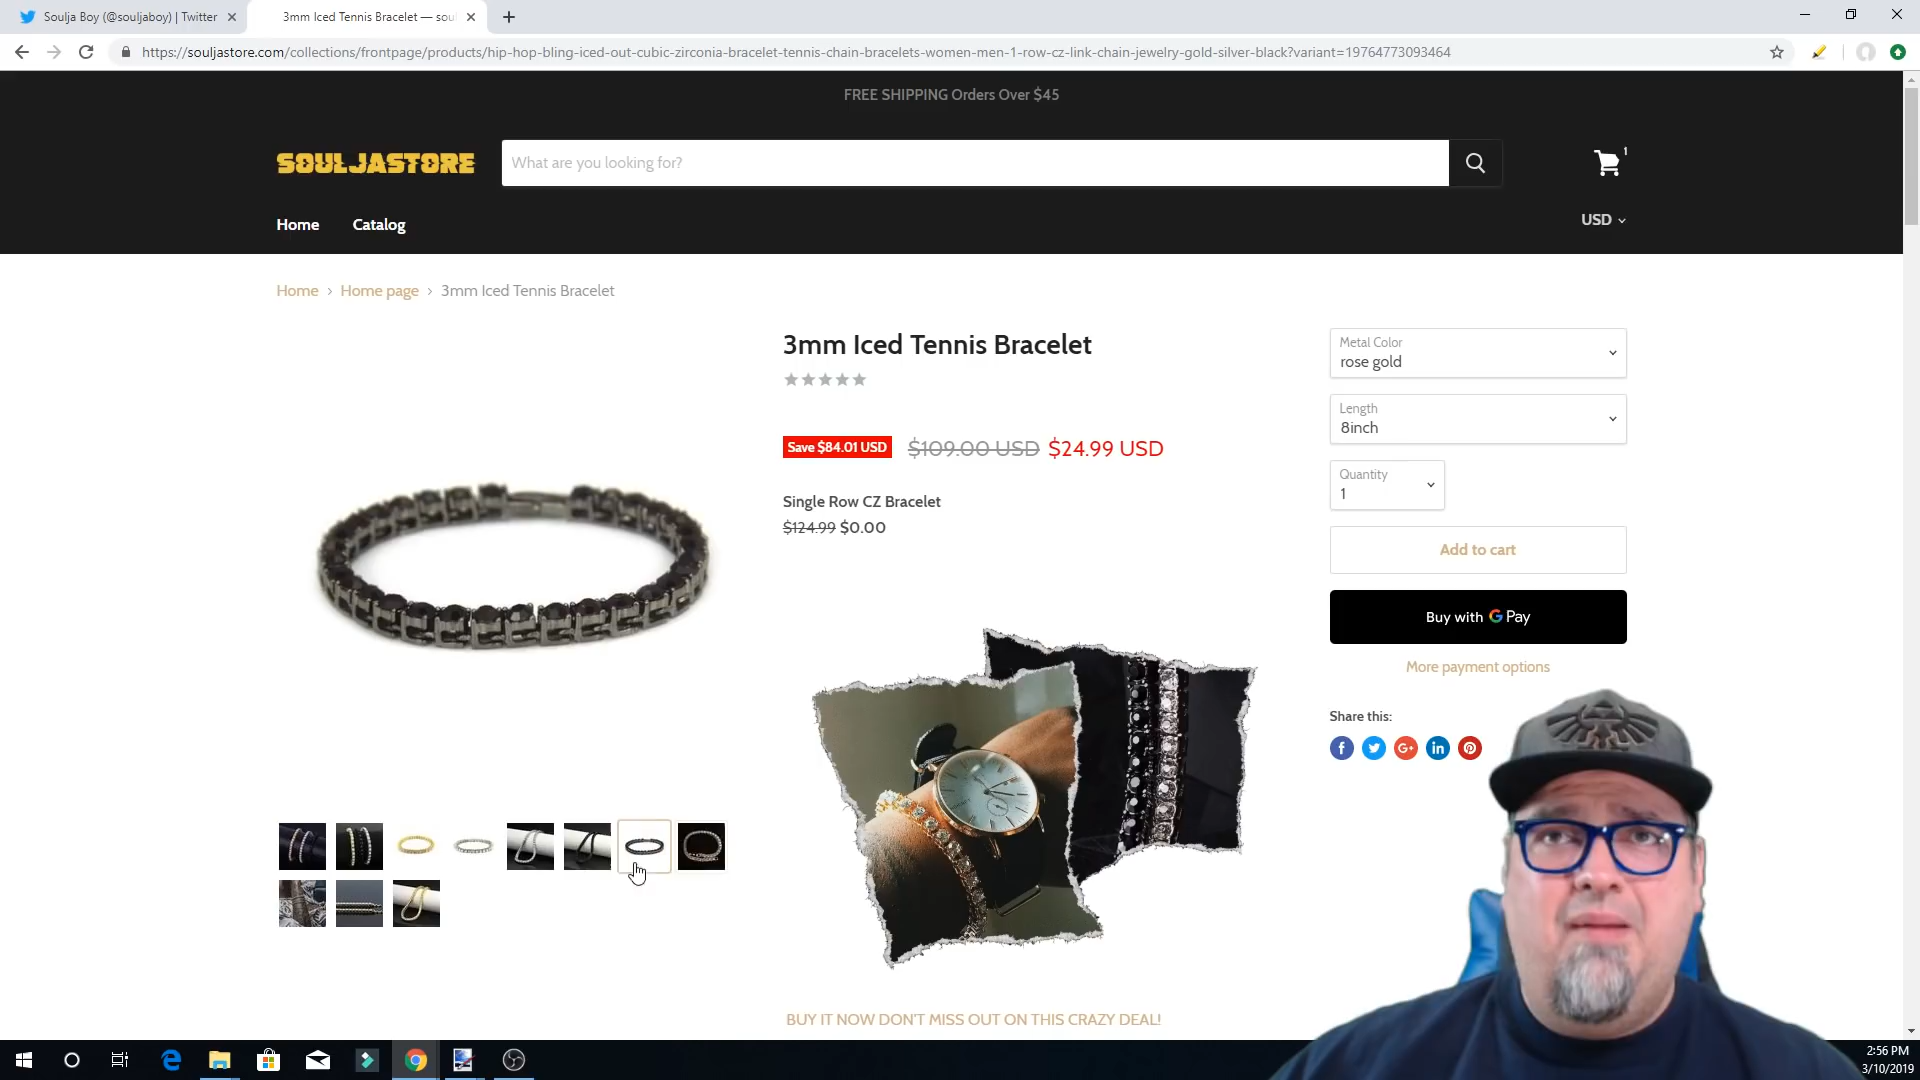 Soulja Boy (@souljaboy) | Twitter
3mm Iced Tennis Bracelet — soul
https://souljastore.com/collections/frontpage/products/hip-hop-bling-iced-out-cubic-zirconia-bracelet-tennis-chain-bracelets-women-men-1-row-cz-link-chain-jewelry-gold-silver-black?variant=19764773093464
FREE SHIPPING Orders Over $45
SOULJASTORE
What are you looking for?
1
Home
Catalog
USD
Home › Home page › 3mm Iced Tennis Bracelet
3mm Iced Tennis Bracelet
Save $84.01 USD $109.00 USD $24.99 USD
Single Row CZ Bracelet
$124.99 $0.00
BUY IT NOW DON'T MISS OUT ON THIS CRAZY DEAL!
Metal Color
rose gold
Length
8inch
Quantity
1
Add to cart
Buy with G Pay
More payment options
Share this:
2:56 PM
3/10/2019